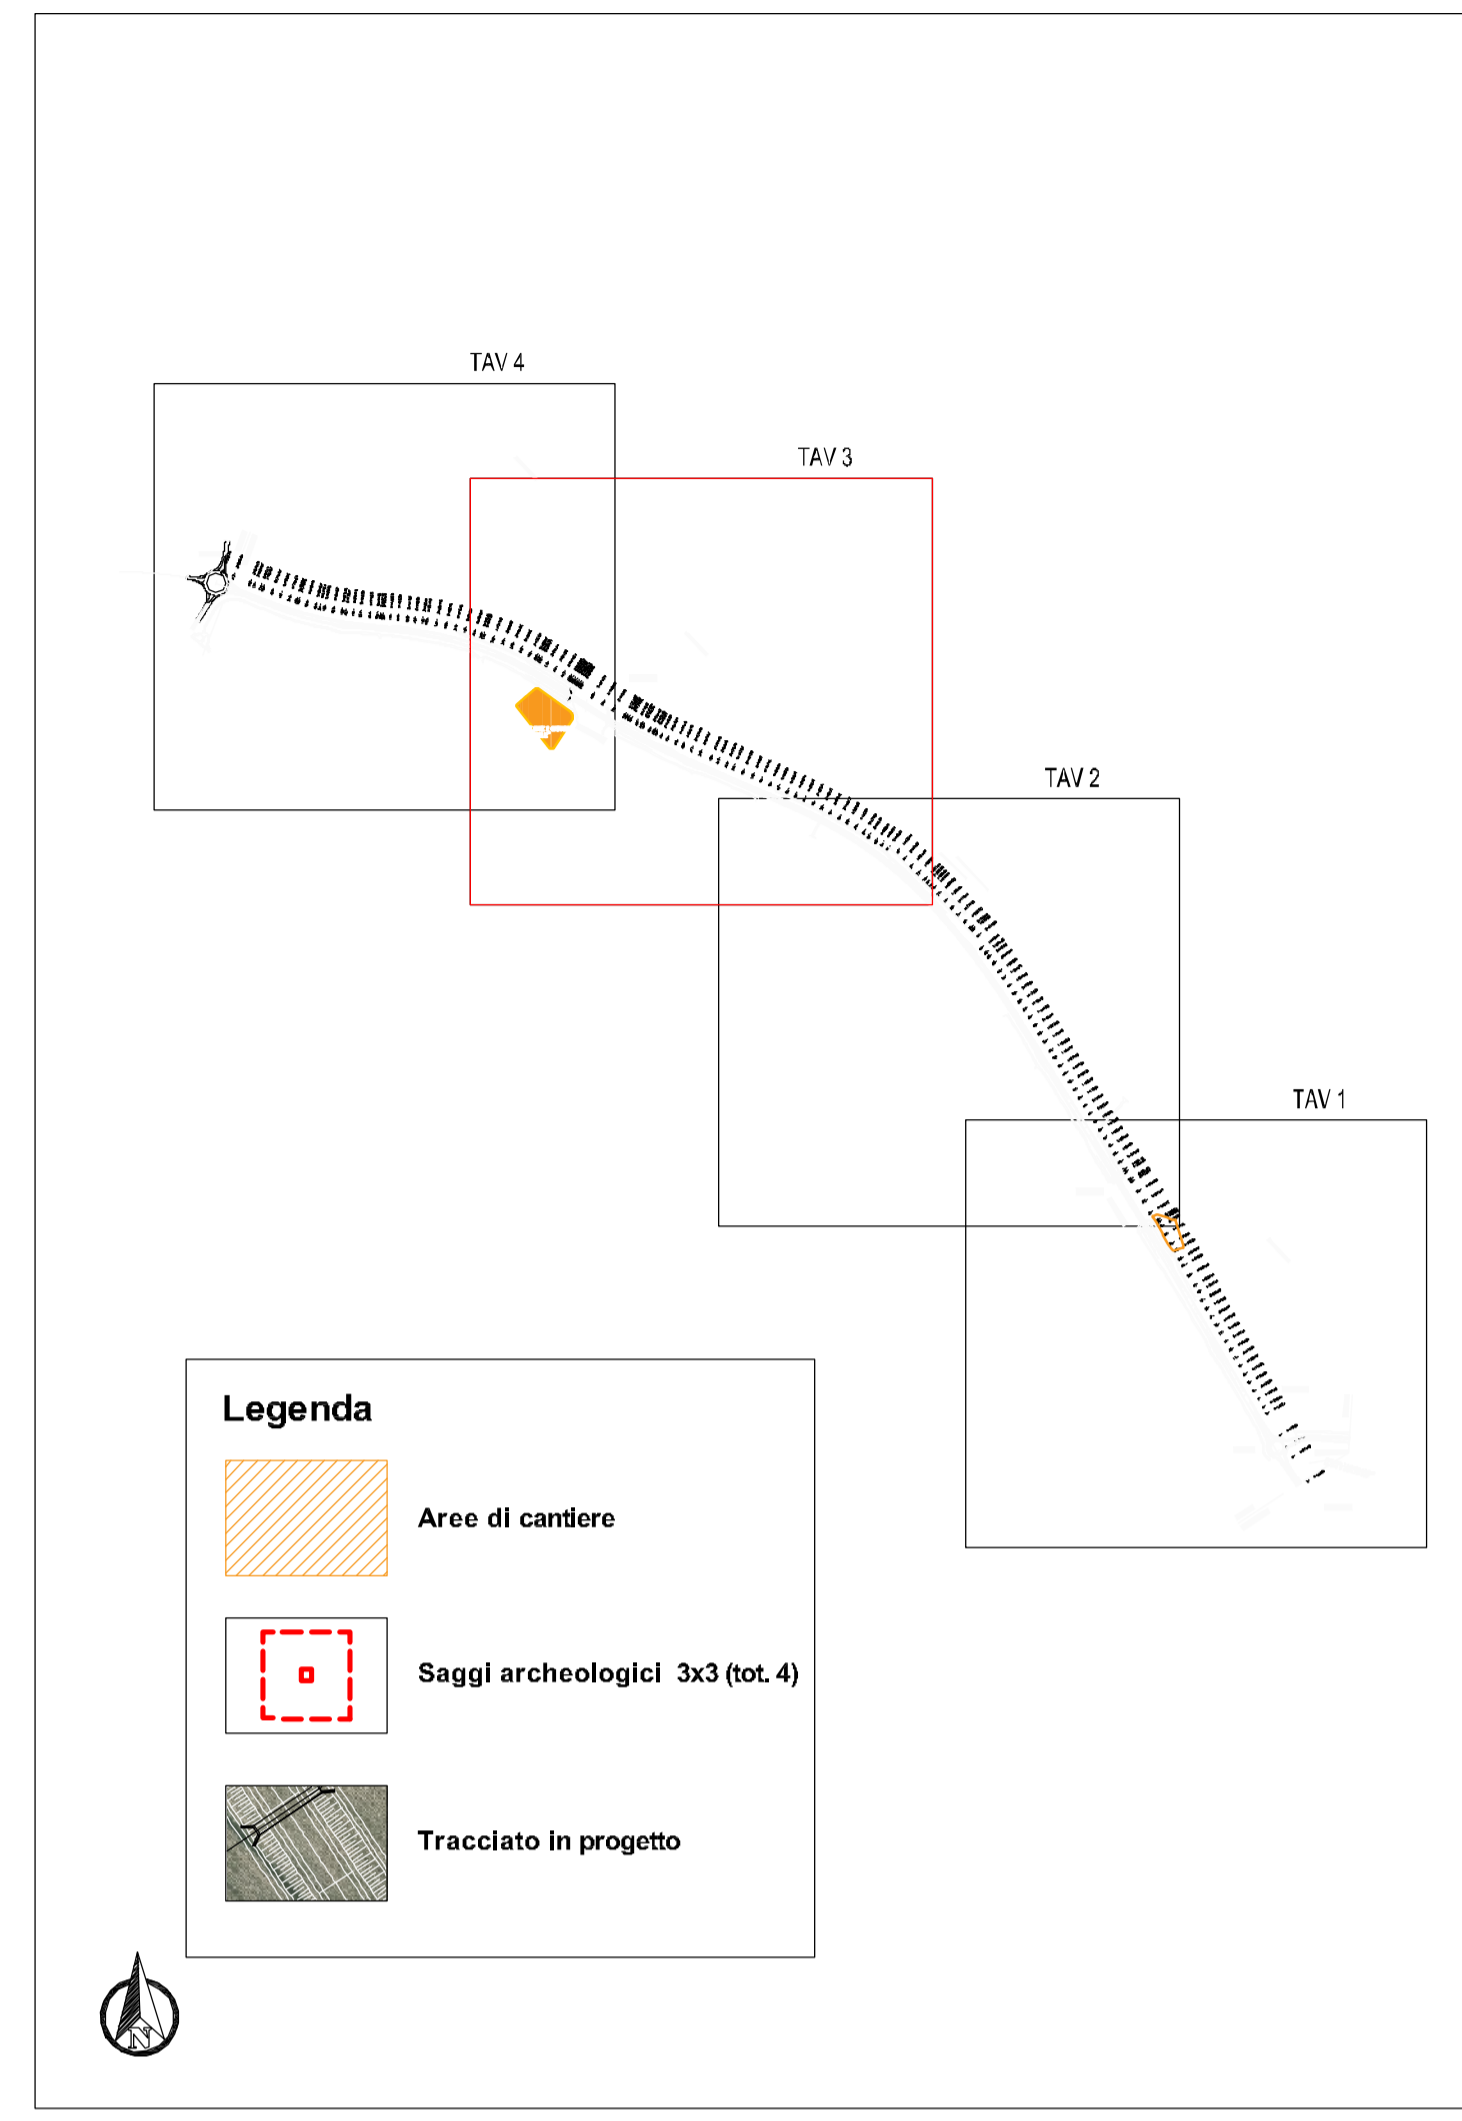 TAV 4
TAV 3
TAV 2
TAV 1
Legenda
Aree di cantiere
Saggi archeologici 3x3 (tot. 4)
Tracciato in progetto
N